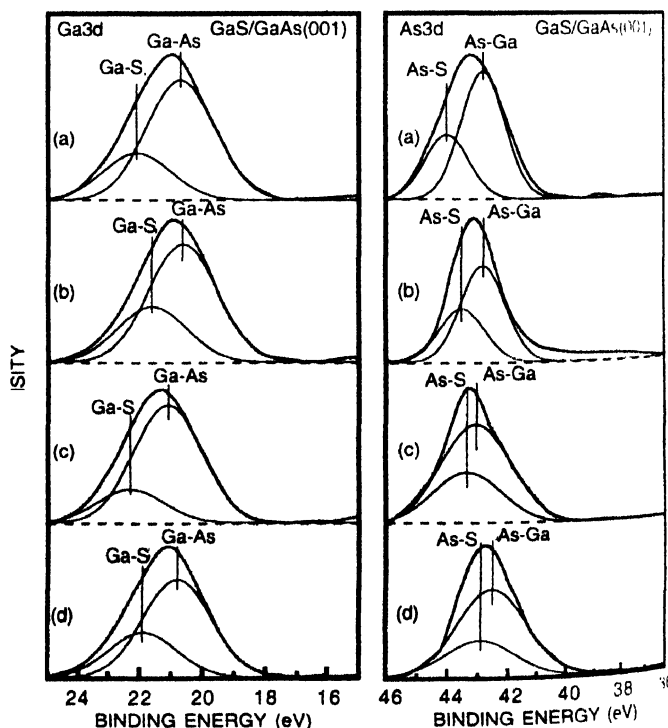 Ga3d GaS/GaAs(001)
Ga-As
Ga-S
(a)
Ga-As
Ga-S
(b)
Ga-As
Ga-S
(c)
Ga-As
Ga-S
(d)
24 22 20 18 16
BINDING ENERGY (eV)
ISITY
As3d GaS/GaAs(001)
As-Ga
As-S
(a)
As-Ga
As-S
(b)
As-Ga
As-S
(c)
As-Ga
As-S
(d)
46 44 42 40 38
BINDING ENERGY (eV)